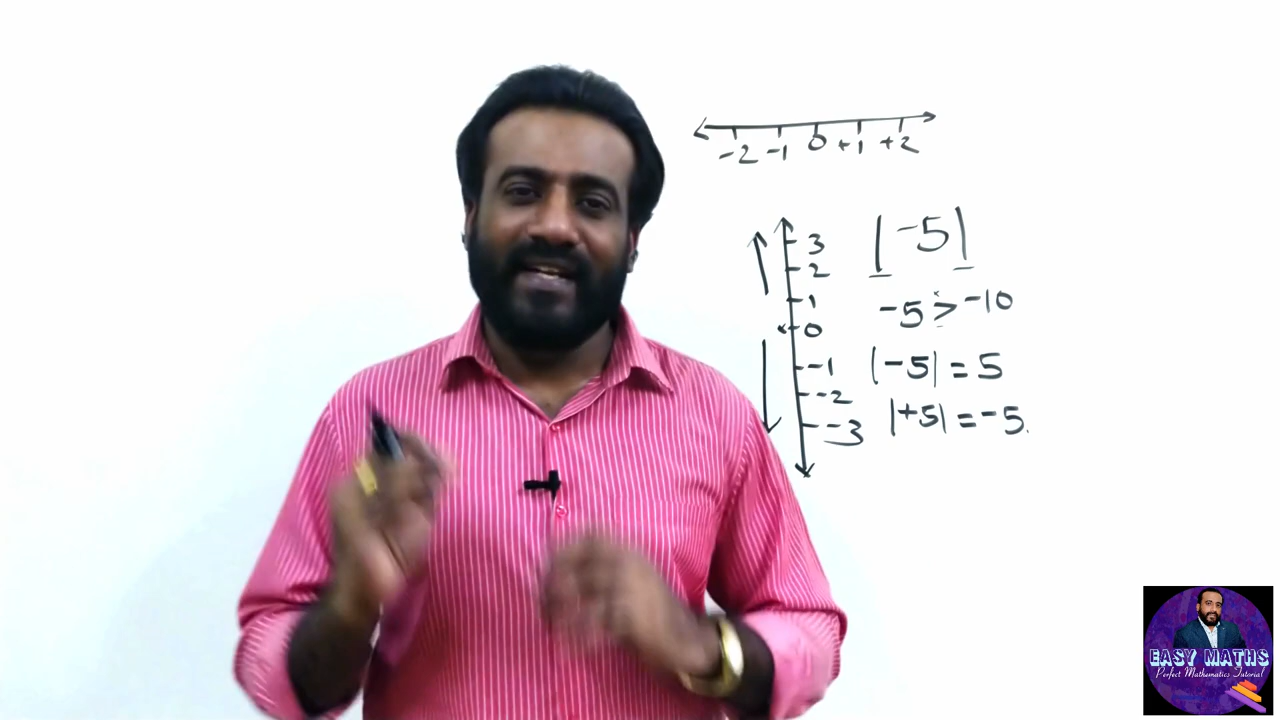 -2 -1 0 +1 +2
3
2
1
0
-1
-2
-3
|-5|
-5 > -10
|-5| = 5
|+5| = -5.
EASY MATHS
Perfect Mathematics Tutorial